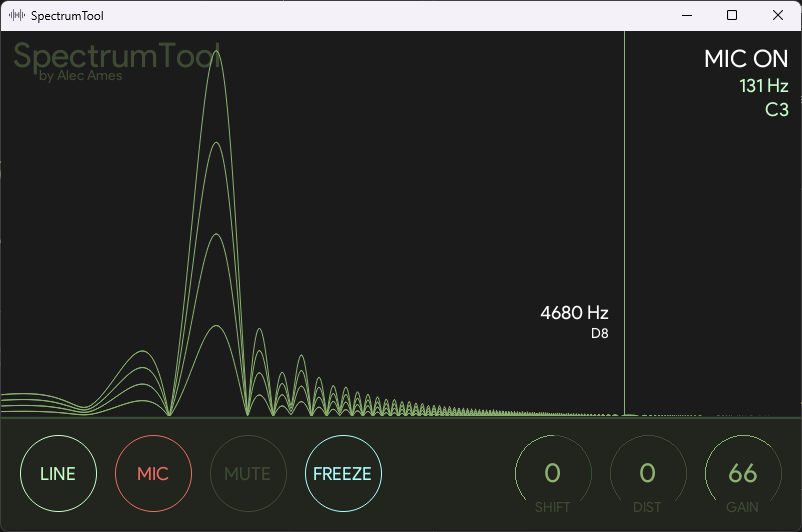 SpectrumTool
SpectrumTool
by Alec Ames
MIC ON
131 Hz
C3
4680 Hz
D8
LINE
MIC
MUTE
FREEZE
0
SHIFT
0
DIST
66
GAIN